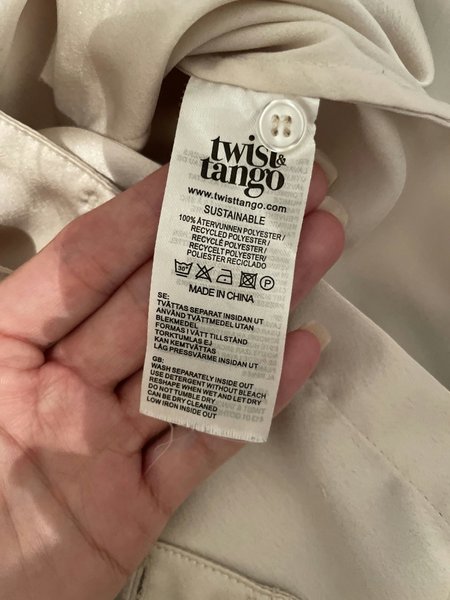 twist &
tango
www.twisttango.com
SUSTAINABLE
100% ÅTERVUNNEN POLYESTER /
RECYCLED POLYESTER /
RECYCLÉ POLYESTER /
RECYCELT POLYESTER/
POLIESTER RECICLADO
30° P
MADE IN CHINA
SE:
TVÄTTAS SEPARAT INSIDAN UT
ANVÄND TVÄTTMEDEL UTAN
BLEKMEDEL
FORMAS I VÅTT TILLSTÅND
TORKTUMLAS EJ
KAN KEMTVÄTTAS
LÅG PRESSVÄRME INSIDAN UT
GB:
WASH SEPARATELY INSIDE OUT
USE DETERGENT WITHOUT BLEACH
RESHAPE WHEN WET AND LET DRY
DO NOT TUMBLE DRY
CAN BE DRY CLEANED
LOW IRON INSIDE OUT